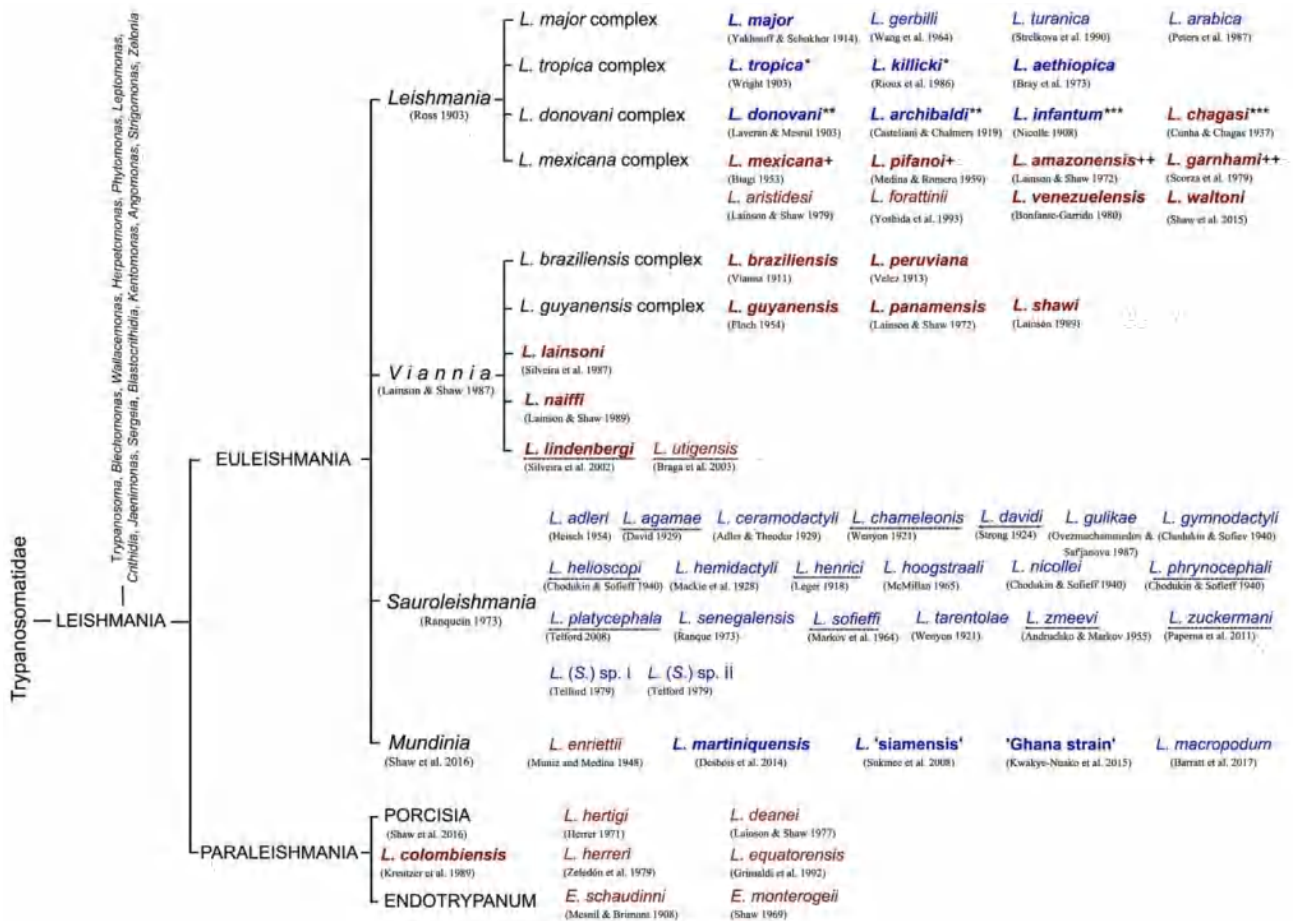 Trypanosomatidae
LEISHMANIA
Trypanosoma, Blechomonas, Wallacemonas, Herpetomonas, Phytomonas, Leptomonas,
Crithidia, Jaenimonas, Sergeia, Blastocrithidia, Kentomonas, Angomonas, Strigomonas, Zelonia
EULEISHMANIA
Leishmania
(Ross 1903)
L. major complex L. major L. gerbilli L. turanica L. arabica
(Yakhouff & Schokhor 1914) (Wang et al. 1964) (Strelkova et al. 1990) (Peters et al. 1987)
L. tropica complex L. tropica* L. killicki* L. aethiopica
(Wright 1903) (Rioux et al. 1986) (Bray et al. 1973)
L. donovani complex L. donovani** L. archibaldi** L. infantum*** L. chagasi***
(Laveran & Mesnil 1903) (Castellani & Chalmers 1919) (Nicolle 1908) (Cunha & Chagas 1937)
L. mexicana complex L. mexicana+ L. pifanoi+ L. amazonensis++ L. garnhami++
(Biagi 1953) (Medina & Romero 1959) (Lainson & Shaw 1972) (Scorza et al. 1979)
L. aristidesi L. forattinii L. venezuelensis L. waltoni
(Lainson & Shaw 1979) (Yoshida et al. 1993) (Bonfante-Garrido 1980) (Shaw et al. 2015)
Viannia
(Lainson & Shaw 1987)
L. braziliensis complex L. braziliensis L. peruviana
(Vianna 1911) (Velez 1913)
L. guyanensis complex L. guyanensis L. panamensis L. shawi
(Floch 1954) (Lainson & Shaw 1972) (Lainson 1989)
L. lainsoni
(Silveira et al. 1987)
L. naiffi
(Lainson & Shaw 1989)
L. lindenbergi L. utigensis
(Silveira et al. 2002) (Braga et al. 2003)
Sauroleishmania
(Ranquein 1973)
L. adleri L. agamae L. ceramodactyli L. chameleonis L. davidi L. gulikae L. gymnodactyli
(Heisch 1954) (David 1929) (Adler & Theodor 1929) (Wenyon 1921) (Strong 1924) (Ovezmuchammedov & Safjanova 1987) (Chodukin & Sofiev 1940)
L. helioscopi L. hemidactyli L. henrici L. hoogstraali L. nicollei L. phrynocephali
(Chodukin & Sofieff 1940) (Mackie et al. 1928) (Leger 1918) (McMillan 1965) (Chodukin & Sofieff 1940) (Chodukin & Sofieff 1940)
L. platycephala L. senegalensis L. sofieffi L. tarentolae L. zmeevi L. zuckermani
(Telford 2008) (Ranque 1973) (Markov et al. 1964) (Wenyon 1921) (Andruchko & Markov 1955) (Paperna et al. 2011)
L. (S.) sp. I L. (S.) sp. II
(Telford 1979) (Telford 1979)
Mundinia
(Shaw et al. 2016)
L. enriettii L. martiniquensis L. 'siamensis' 'Ghana strain' L. macropodum
(Muniz and Medina 1948) (Desbois et al. 2014) (Sukmee et al. 2008) (Kwakye-Nuako et al. 2015) (Barratt et al. 2017)
PARALEISHMANIA
PORCISIA L. hertigi L. deanei
(Shaw et al. 2016) (Herrer 1971) (Lainson & Shaw 1977)
L. colombiensis L. herreri L. equatorensis
(Kreutzer et al. 1989) (Zeledón et al. 1979) (Grimaldi et al. 1992)
ENDOTRYPANUM E. schaudinni E. monterogeii
(Mesnil & Brimont 1908) (Shaw 1969)